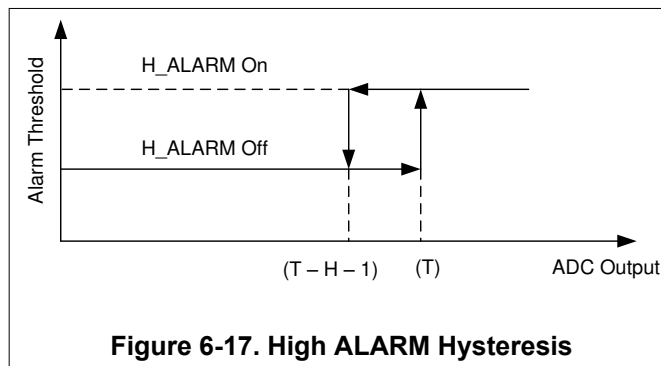 H_ALARM On
H_ALARM Off
Alarm Threshold
(T – H – 1)
(T)
ADC Output
Figure 6-17. High ALARM Hysteresis